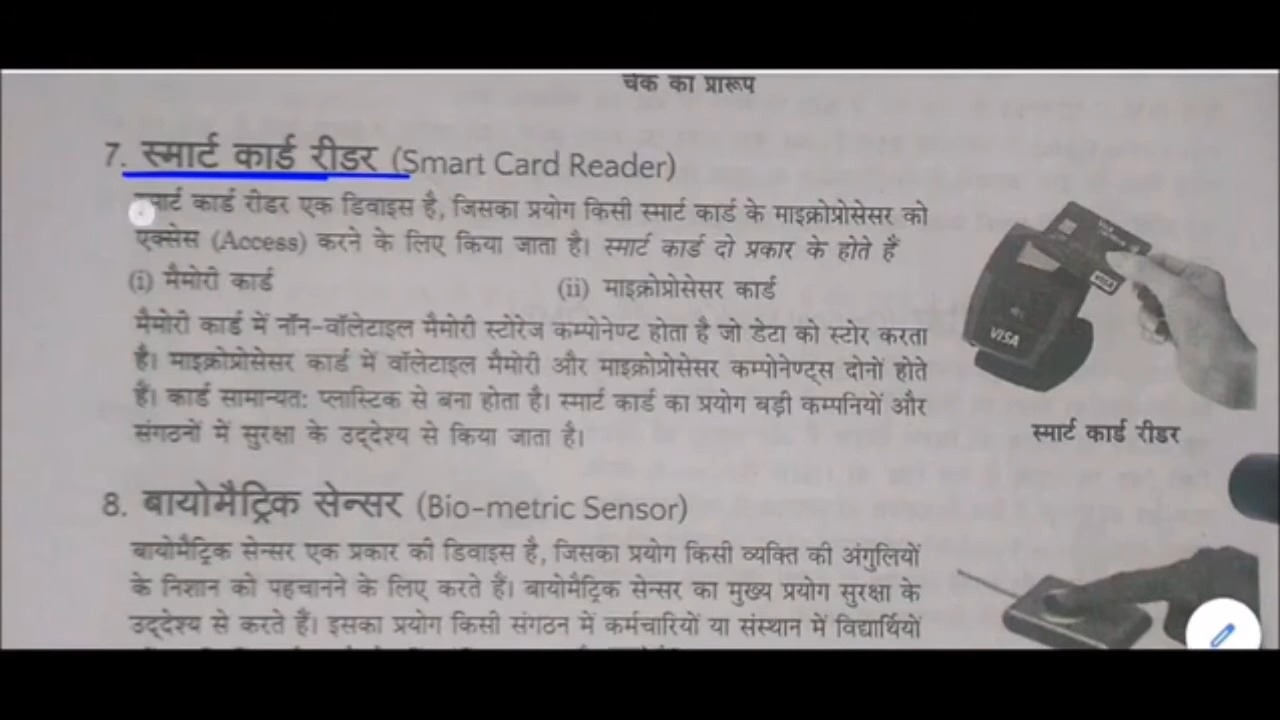 चेक का प्रारूप
7. स्मार्ट कार्ड रीडर (Smart Card Reader)
स्मार्ट कार्ड रीडर एक डिवाइस है, जिसका प्रयोग किसी स्मार्ट कार्ड के माइक्रोप्रोसेसर को
एक्सेस (Access) करने के लिए किया जाता है। स्मार्ट कार्ड दो प्रकार के होते हैं
(i) मैमोरी कार्ड (ii) माइक्रोप्रोसेसर कार्ड
मैमोरी कार्ड में नॉन-वॉलेटाइल मैमोरी स्टोरेज कम्पोनेण्ट होता है जो डेटा को स्टोर करता
है। माइक्रोप्रोसेसर कार्ड में वॉलेटाइल मैमोरी और माइक्रोप्रोसेसर कम्पोनेण्ट्स दोनों होते
हैं। कार्ड सामान्यत: प्लास्टिक से बना होता है। स्मार्ट कार्ड का प्रयोग बड़ी कम्पनियों और
संगठनों में सुरक्षा के उद्देश्य से किया जाता है।
VISA
VISA
स्मार्ट कार्ड रीडर
8. बायोमैट्रिक सेन्सर (Bio-metric Sensor)
बायोमैट्रिक सेन्सर एक प्रकार की डिवाइस है, जिसका प्रयोग किसी व्यक्ति की अंगुलियों
के निशान को पहचानने के लिए करते हैं। बायोमैट्रिक सेन्सर का मुख्य प्रयोग सुरक्षा के
उद्देश्य से करते हैं। इसका प्रयोग किसी संगठन में कर्मचारियों या संस्थान में विद्यार्थियों